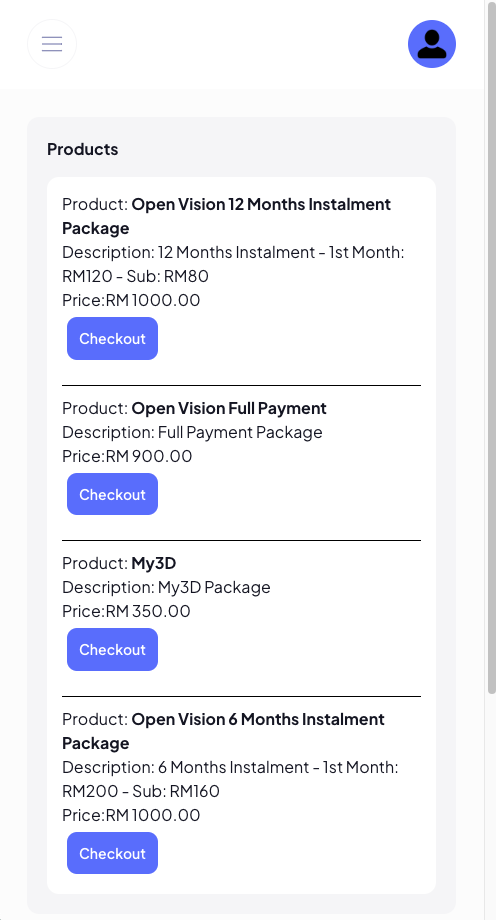 Products
Product: Open Vision 12 Months Instalment
Package
Description: 12 Months Instalment - 1st Month:
RM120 - Sub: RM80
Price:RM 1000.00
Checkout
Product: Open Vision Full Payment
Description: Full Payment Package
Price:RM 900.00
Checkout
Product: My3D
Description: My3D Package
Price:RM 350.00
Checkout
Product: Open Vision 6 Months Instalment
Package
Description: 6 Months Instalment - 1st Month:
RM200 - Sub: RM160
Price:RM 1000.00
Checkout